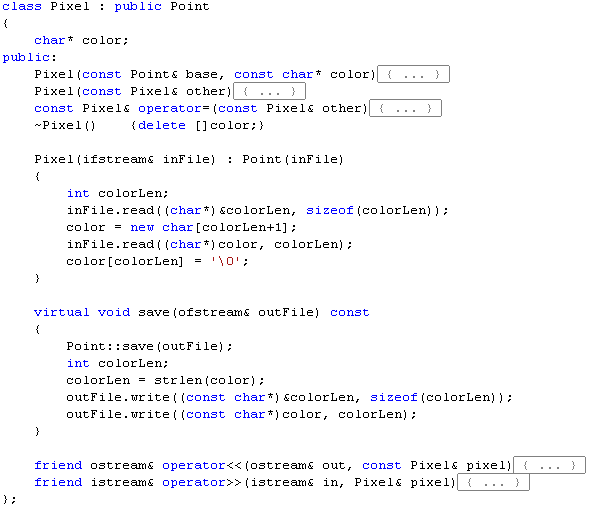 class Pixel : public Point
{
    char* color;
public:
    Pixel(const Point& base, const char* color){ ... }
    Pixel(const Pixel& other){ ... }
    const Pixel& operator=(const Pixel& other){ ... }
    ~Pixel()    {delete []color;}

    Pixel(ifstream& inFile) : Point(inFile)
    {
        int colorLen;
        inFile.read((char*)&colorLen, sizeof(colorLen));
        color = new char[colorLen+1];
        inFile.read((char*)color, colorLen);
        color[colorLen] = '\0';
    }

    virtual void save(ofstream& outFile) const
    {
        Point::save(outFile);
        int colorLen;
        colorLen = strlen(color);
        outFile.write((const char*)&colorLen, sizeof(colorLen));
        outFile.write((const char*)color, colorLen);
    }

    friend ostream& operator<<(ostream& out, const Pixel& pixel){ ... }
    friend istream& operator>>(istream& in, Pixel& pixel){ ... }
};